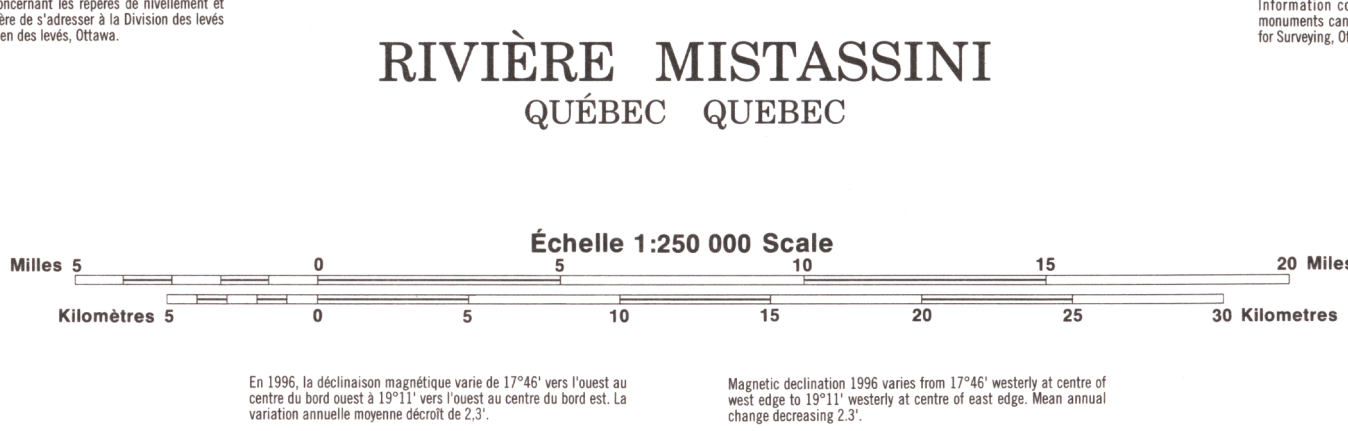 concernant les repères de nivellement et
de s'adresser à la Division des levés
des levés, Ottawa.
Information
monuments can
for Surveying,
RIVIÈRE MISTASSINI
QUÉBEC QUEBEC
Échelle 1:250 000 Scale
Milles 5 0 5 10 15 20 Miles
Kilomètres 5 0 5 10 15 20 25 30 Kilometres
En 1996, la déclinaison magnétique varie de 17°46' vers l'ouest au
centre du bord ouest à 19°11' vers l'ouest au centre du bord est. La
variation annuelle moyenne décroît de 2,3'.
Magnetic declination 1996 varies from 17°46' westerly at centre of
west edge to 19°11' westerly at centre of east edge. Mean annual
change decreasing 2.3'.